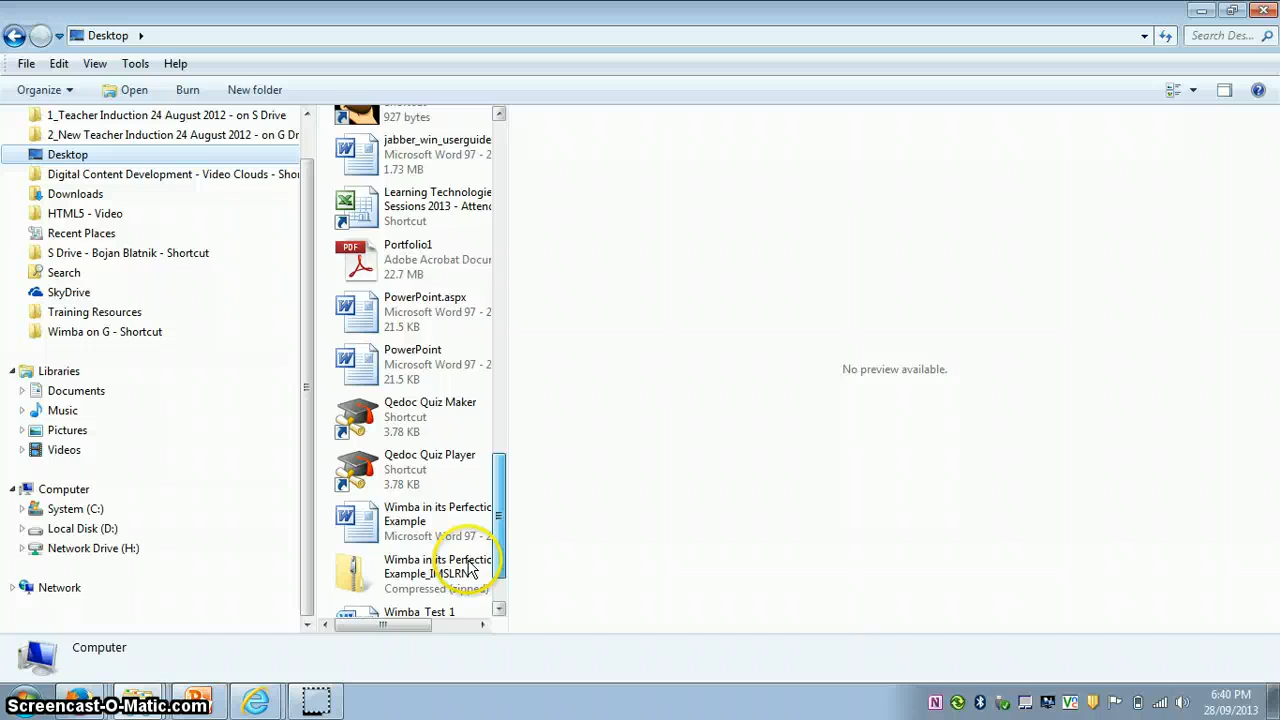 Desktop
Search Des...
File Edit View Tools Help
Organize Open Burn New folder
1_Teacher Induction 24 August 2012 - on S Drive
2_New Teacher Induction 24 August 2012 - on G Dr
Desktop
Digital Content Development - Video Clouds - Shor
Downloads
HTML5 - Video
Recent Places
S Drive - Bojan Blatnik - Shortcut
Search
SkyDrive
Training Resources
Wimba on G - Shortcut
Libraries
Documents
Music
Pictures
Videos
Computer
System (C:)
Local Disk (D:)
Network Drive (H:)
Network
Shortcut
927 bytes
jabber_win_userguide
Microsoft Word 97 - 2
1.73 MB
Learning Technologie
Sessions 2013 - Attend
Shortcut
PDF
Portfolio1
Adobe Acrobat Docur
22.7 MB
PowerPoint.aspx
Microsoft Word 97 - 2
21.5 KB
PowerPoint
Microsoft Word 97 - 2
21.5 KB
Qedoc Quiz Maker
Shortcut
3.78 KB
Qedoc Quiz Player
Shortcut
3.78 KB
Wimba in its Perfectio
Example
Microsoft Word 97 - 2
Wimba in its Perfectio
Example_IMSLRN
Compressed (zipped)
Wimba Test 1
No preview available.
Computer
Screencast-O-Matic.com
6:40 PM
28/09/2013